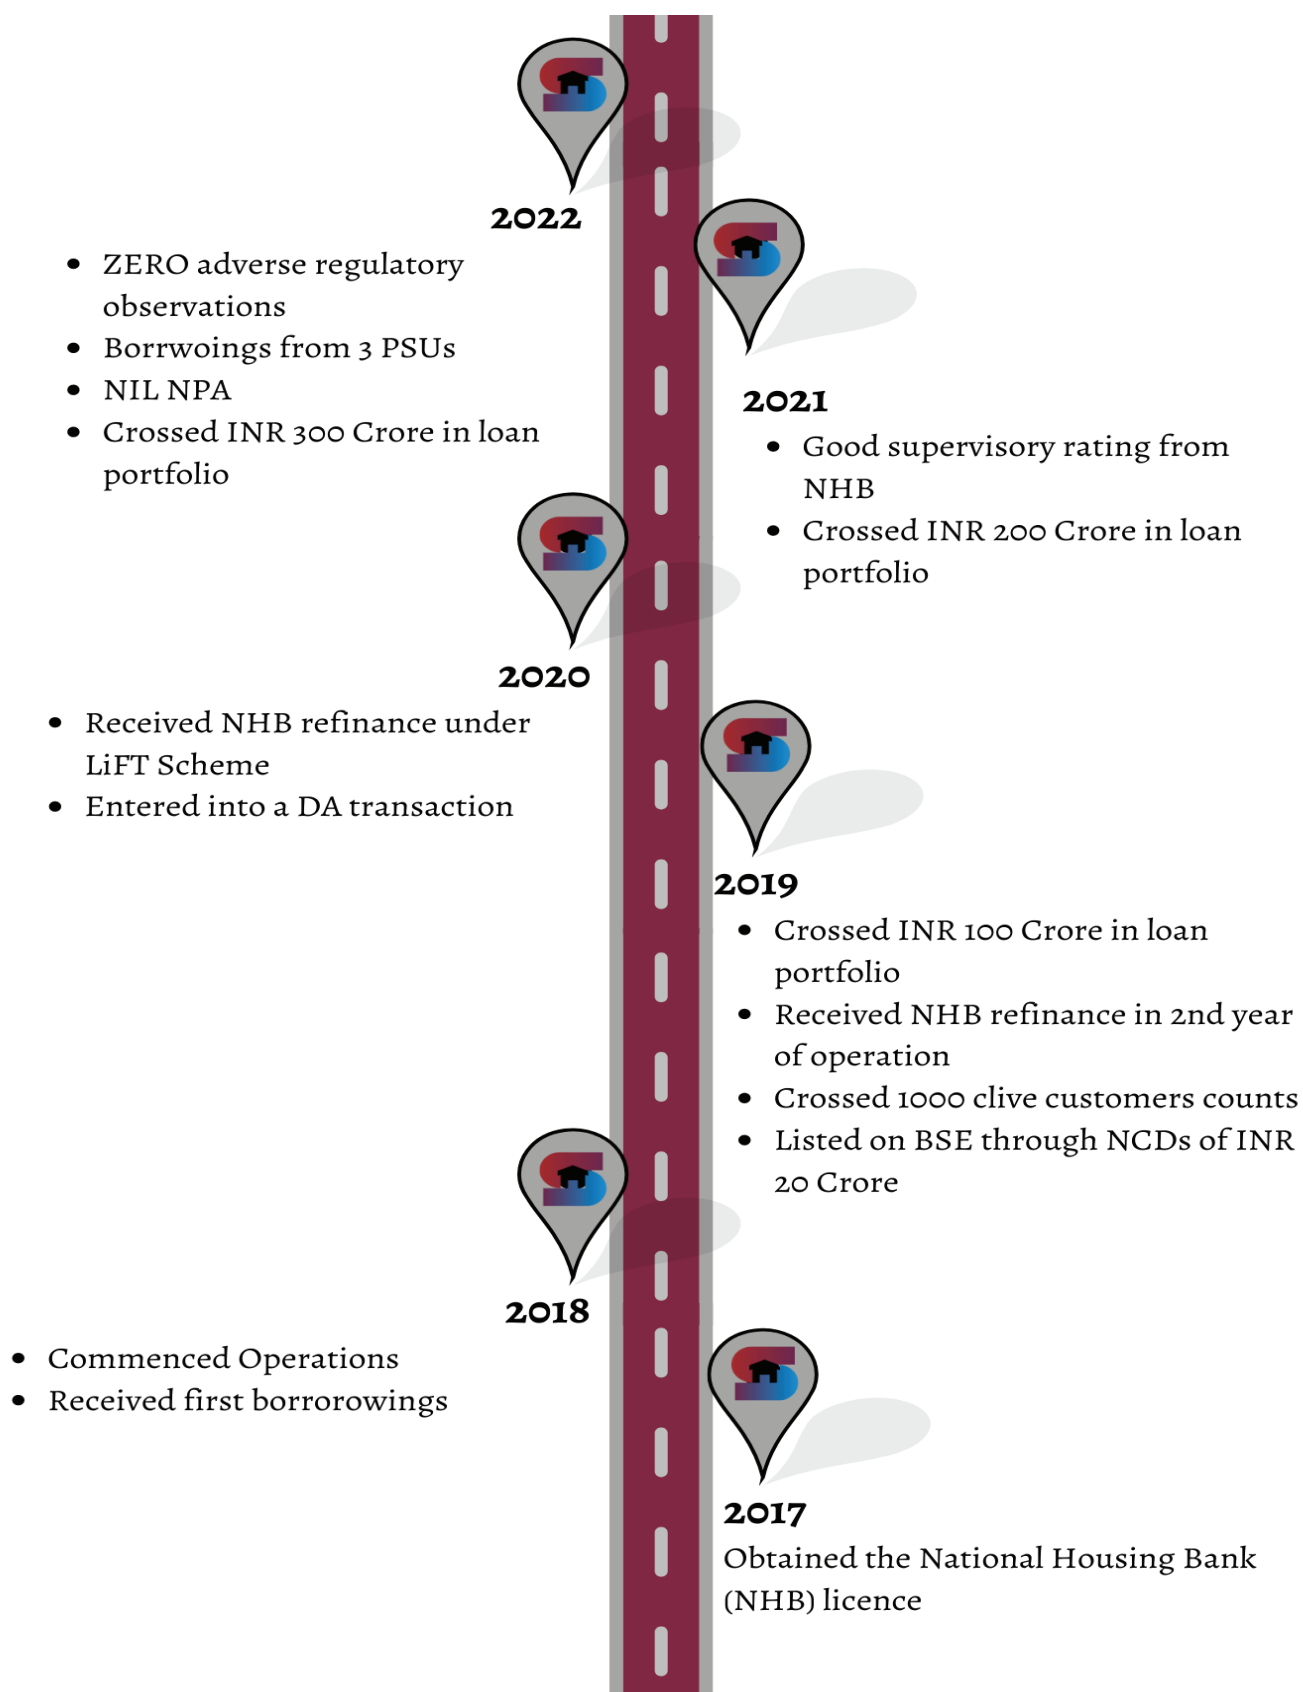 2022
• ZERO adverse regulatory
observations
• Borrwoings from 3 PSUs
• NIL NPA
• Crossed INR 300 Crore in loan
portfolio
2021
• Good supervisory rating from
NHB
• Crossed INR 200 Crore in loan
portfolio
2020
• Received NHB refinance under
LiFT Scheme
• Entered into a DA transaction
2019
• Crossed INR 100 Crore in loan
portfolio
• Received NHB refinance in 2nd year
of operation
• Crossed 1000 clive customers counts
• Listed on BSE through NCDs of INR
20 Crore
2018
• Commenced Operations
• Received first borrorowings
2017
Obtained the National Housing Bank
(NHB) licence